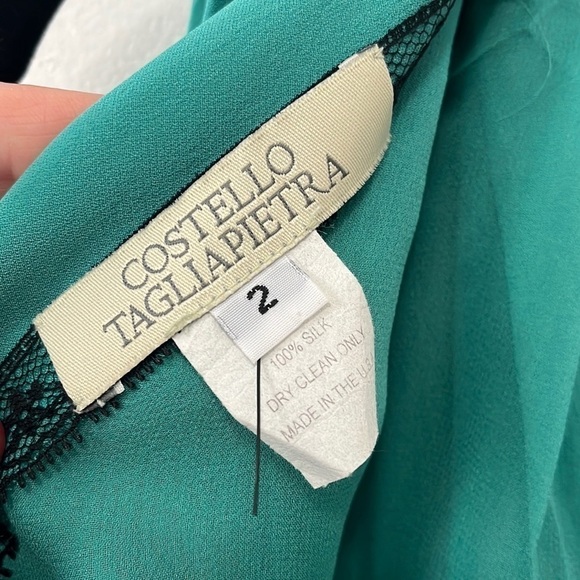 COSTELLO
TAGLIAPIETRA
2
100% SILK
DRY CLEAN ONLY
MADE IN THE U.S